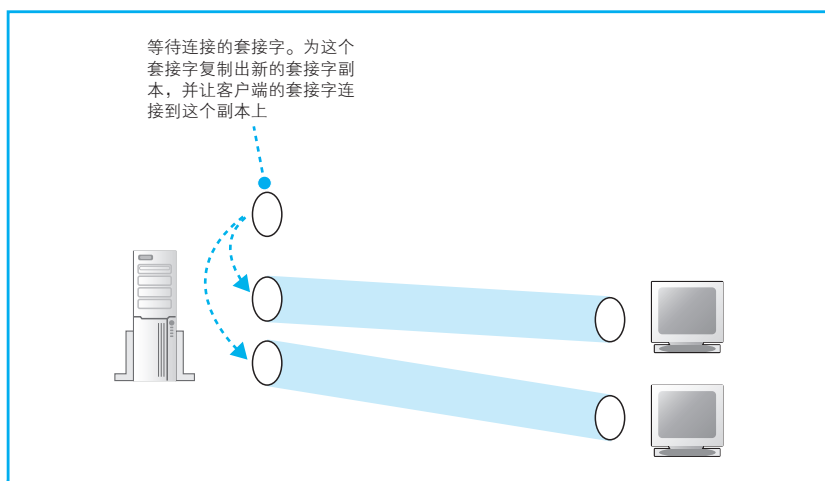 等待连接的套接字。为这个
套接字复制出新的套接字副
本，并让客户端的套接字连
接到这个副本上